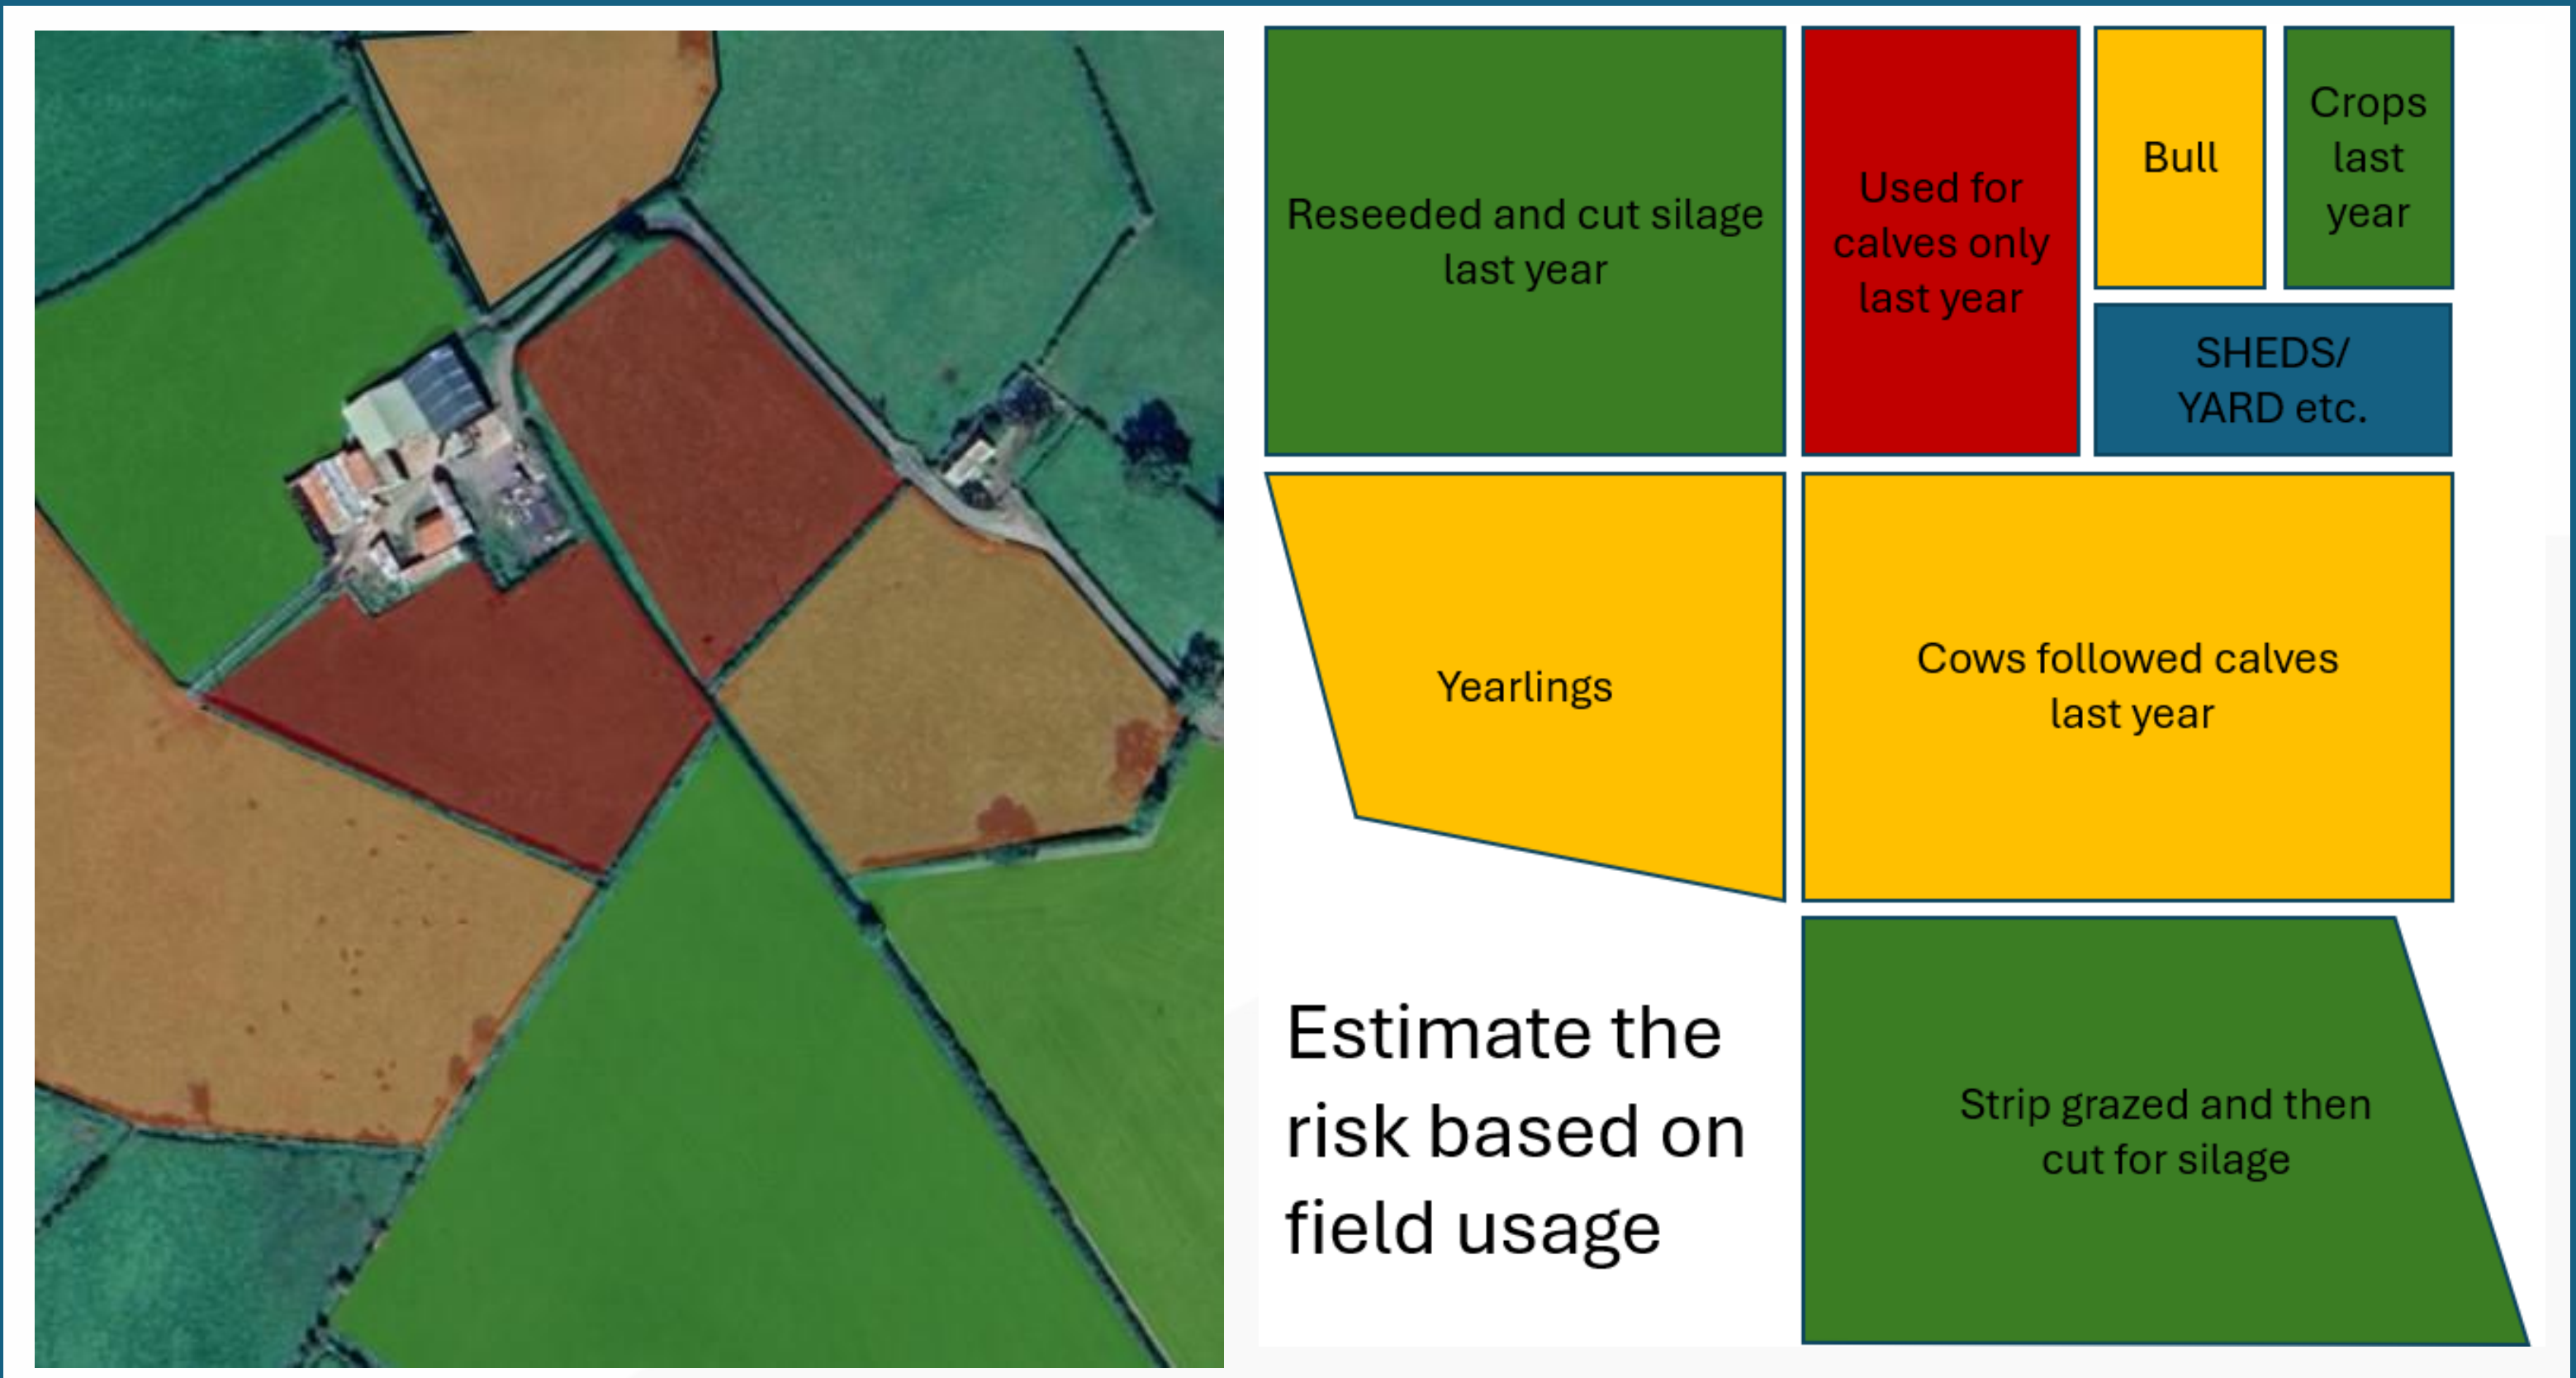 Reseeded and cut silage
last year
Used for
calves only
last year
Bull
Crops
last
year
SHEDS/
YARD etc.
Yearlings
Cows followed calves
last year
Estimate the
risk based on
field usage
Strip grazed and then
cut for silage